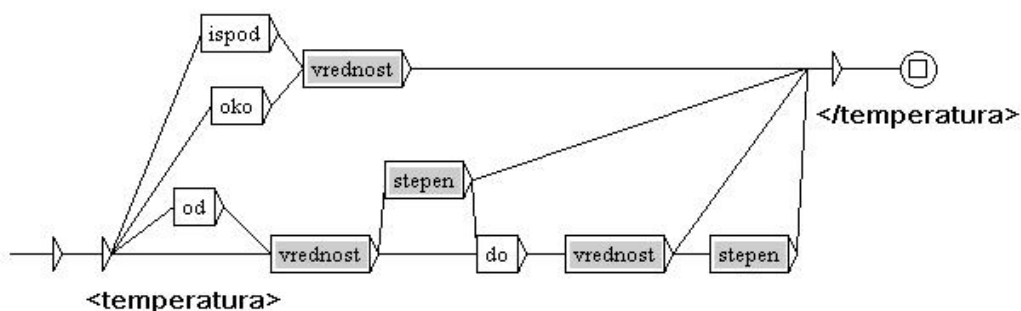 ispod
vrednost
oko
</temperatura>
stepen
od
vrednost
do
vrednost
stepen
<temperatura>